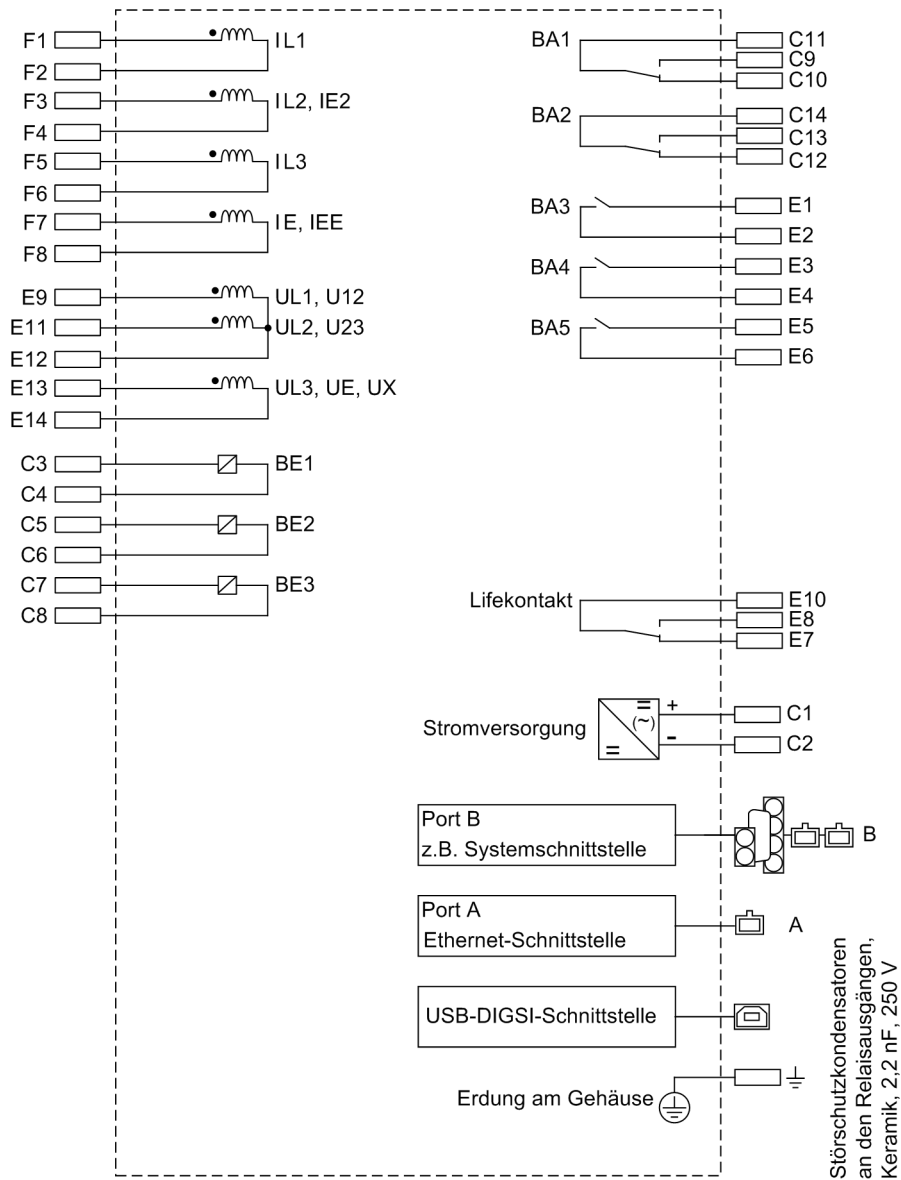 F1
IL1
F2
F3
IL2, IE2
F4
F5
IL3
F6
F7
IE, IEE
F8
E9
UL1, U12
E11
UL2, U23
E12
E13
UL3, UE, UX
E14
C3
BE1
C4
C5
BE2
C6
C7
BE3
C8
BA1
C11
C9
C10
BA2
C14
C13
C12
BA3
E1
E2
BA4
E3
E4
BA5
E5
E6
Lifekontakt
E10
E8
E7
Stromversorgung
=
(~)
=
+
-
C1
C2
Port B
z.B. Systemschnittstelle
B
Port A
Ethernet-Schnittstelle
A
USB-DIGSI-Schnittstelle
Erdung am Gehäuse
Störschutzkondensatoren
an den Relaisausgängen,
Keramik, 2,2 nF, 250 V